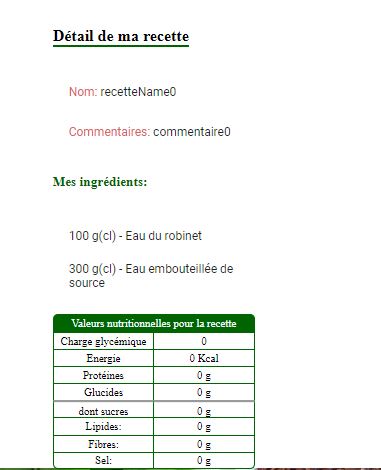 Détail de ma recette
Nom: recetteName0
Commentaires: commentaire0
Mes ingrédients:
100 g(cl) - Eau du robinet
300 g(cl) - Eau embouteillée de
source
Valeurs nutritionnelles pour la recette
Charge glycémique 0
Energie 0 Kcal
Protéines 0 g
Glucides 0 g
dont sucres 0 g
Lipides: 0 g
Fibres: 0 g
Sel: 0 g